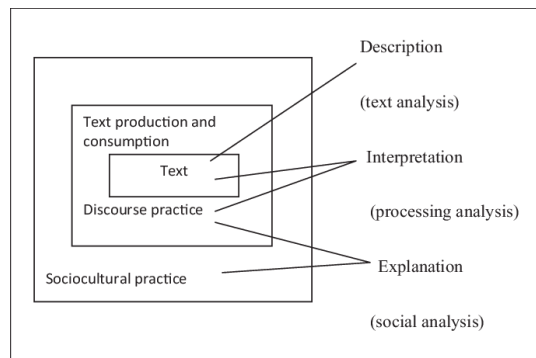 Description
(text analysis)
Text production and
consumption
Text
Interpretation
Discourse practice
(processing analysis)
Sociocultural practice
Explanation
(social analysis)